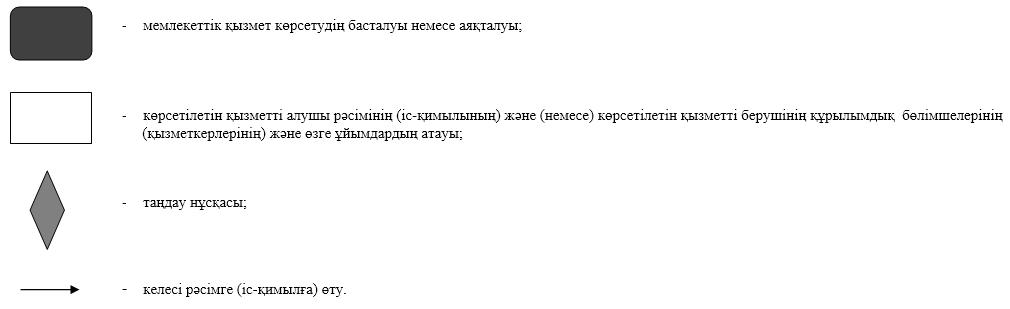 - мемлекеттік қызмет көрсетудің басталуы немесе аяқталуы;
- көрсетілетін қызметті алушы рәсімінің (іс-қимылының) және (немесе) көрсетілетін қызметті берушінің құрылымдық бөлімшелерінің
(қызметкерлерінің) және өзге ұйымдардың атауы;
- таңдау нұсқасы;
- келесі рәсімге (іс-қимылға) өту.